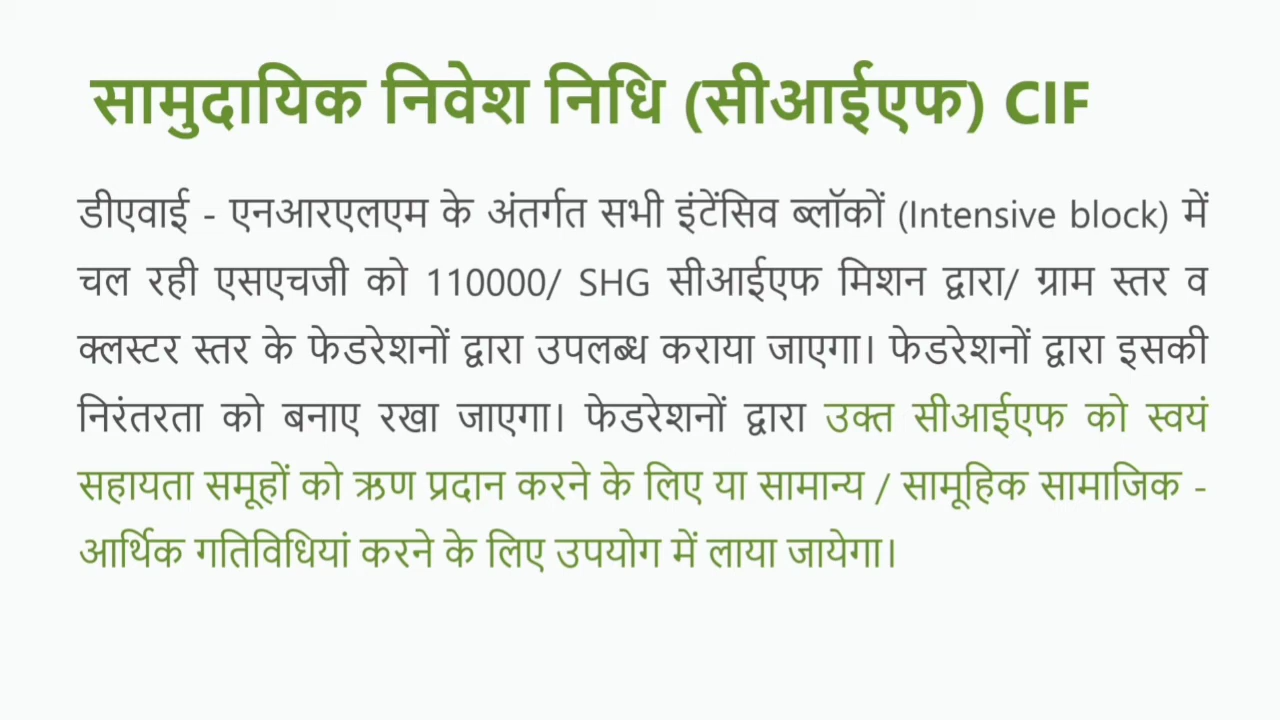 सामुदायिक निवेश निधि (सीआईएफ) CIF
डीएवाई - एनआरएलएम के अंतर्गत सभी इंटेंसिव ब्लॉकों (Intensive block) में
चल रही एसएचजी को 110000/ SHG सीआईएफ मिशन द्वारा/ ग्राम स्तर व
क्लस्टर स्तर के फेडरेशनों द्वारा उपलब्ध कराया जाएगा। फेडरेशनों द्वारा इसकी
निरंतरता को बनाए रखा जाएगा। फेडरेशनों द्वारा उक्त सीआईएफ को स्वयं
सहायता समूहों को ऋण प्रदान करने के लिए या सामान्य / सामूहिक सामाजिक -
आर्थिक गतिविधियां करने के लिए उपयोग में लाया जायेगा।